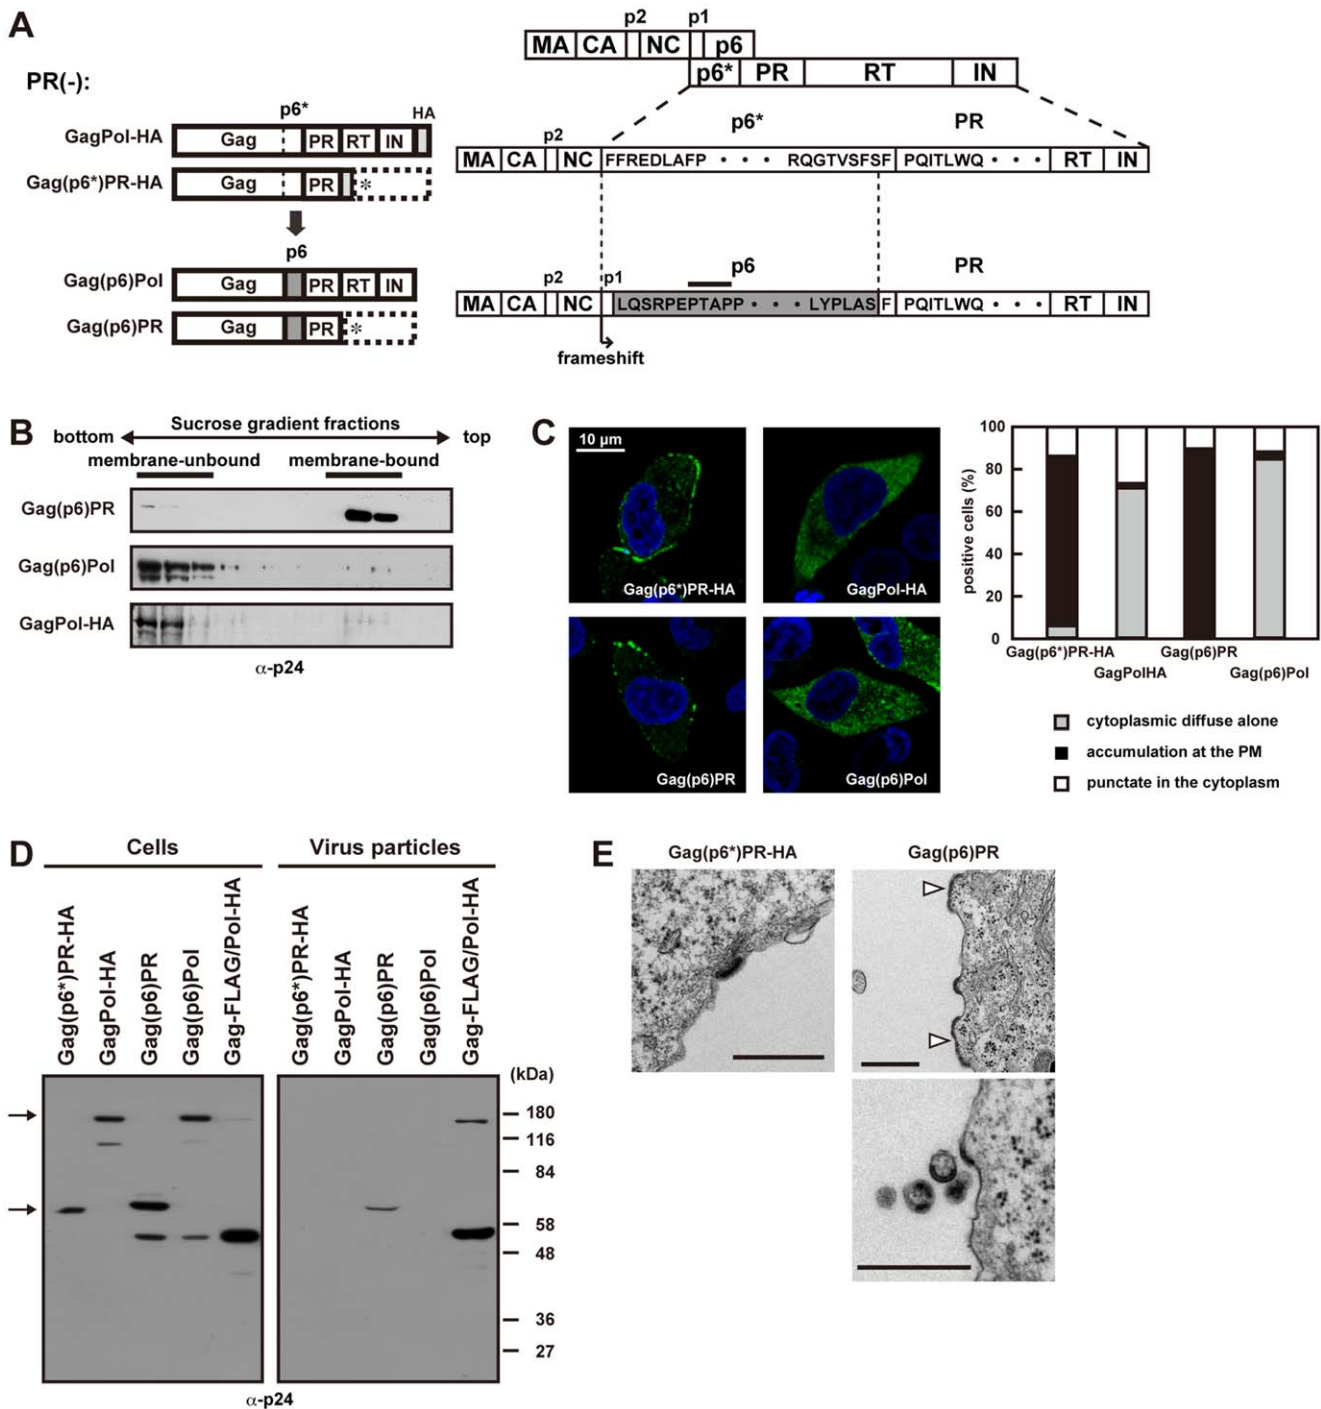 A
PR(-):
p6*
HA
GagPol-HA
Gag
PR
RT
IN
Gag(p6*)PR-HA
Gag
PR
*
p6
Gag(p6)Pol
Gag
PR
RT
IN
Gag(p6)PR
Gag
PR
*
p2
p1
MA
CA
NC
p6
p6*
PR
RT
IN
p6*
PR
p2
MA
CA
NC
FFREDLAFP • • • RQGTVSFSF
PQITLWQ • • •
RT
IN
p6
PR
p2
p1
MA
CA
NC
LQSRPEPTAPP • • • LYPLAS
F
PQITLWQ • • •
RT
IN
frameshift
B
Sucrose gradient fractions
bottom
top
membrane-unbound
membrane-bound
Gag(p6)PR
Gag(p6)Pol
GagPol-HA
α-p24
C
10 µm
Gag(p6*)PR-HA
GagPol-HA
Gag(p6)PR
Gag(p6)Pol
positive cells (%)
100
80
60
40
20
0
Gag(p6*)PR-HA
GagPolHA
Gag(p6)PR
Gag(p6)Pol
cytoplasmic diffuse alone
accumulation at the PM
punctate in the cytoplasm
D
Cells
Virus particles
Gag(p6*)PR-HA
GagPol-HA
Gag(p6)PR
Gag(p6)Pol
Gag-FLAG/Pol-HA
Gag(p6*)PR-HA
GagPol-HA
Gag(p6)PR
Gag(p6)Pol
Gag-FLAG/Pol-HA
(kDa)
180
116
84
58
48
36
27
α-p24
E
Gag(p6*)PR-HA
Gag(p6)PR